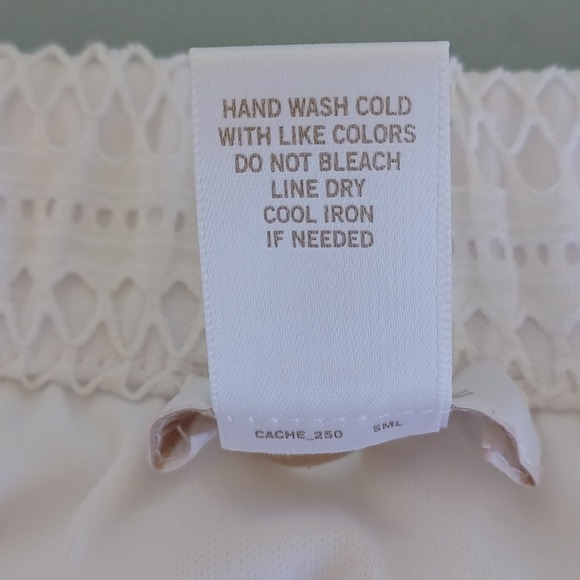 HAND WASH COLD
WITH LIKE COLORS
DO NOT BLEACH
LINE DRY
COOL IRON
IF NEEDED
CACHE_250 SML